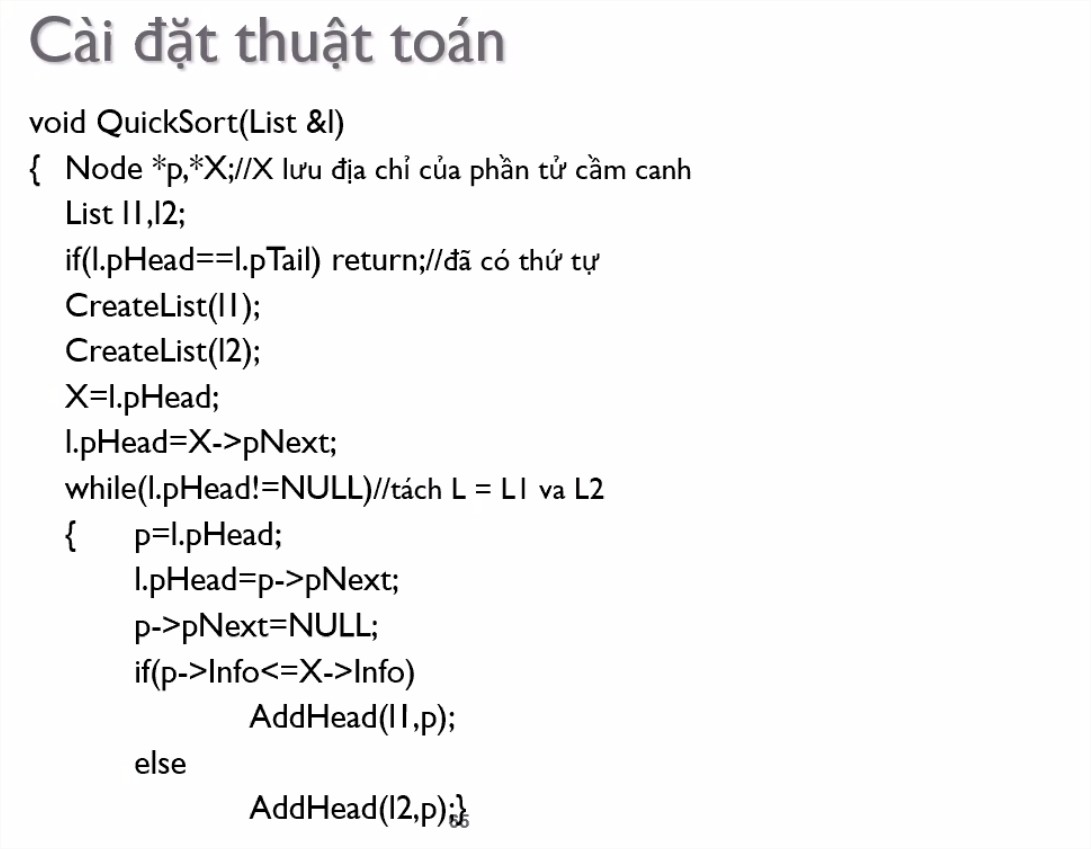 Cài đặt thuật toán
void QuickSort(List &l)
{ Node *p,*X;//X lưu địa chỉ của phần tử cầm canh
List l1,l2;
if(l.pHead==l.pTail) return;//đã có thứ tự
CreateList(l1);
CreateList(l2);
X=l.pHead;
l.pHead=X->pNext;
while(l.pHead!=NULL)//tách L = L1 va L2
{ p=l.pHead;
l.pHead=p->pNext;
p->pNext=NULL;
if(p->Info<=X->Info)
AddHead(l1,p);
else
AddHead(l2,p);}
65